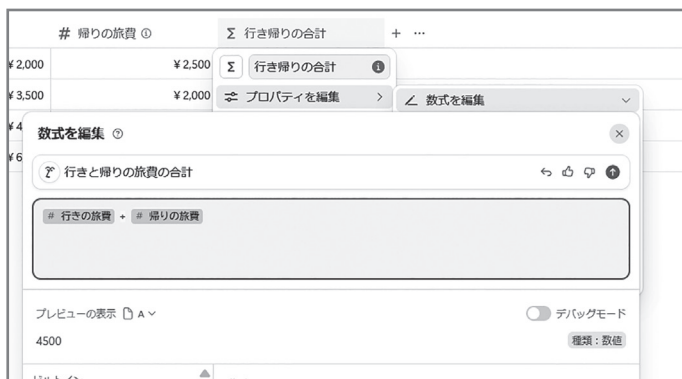 # 帰りの旅費 Σ 行き帰りの合計 + …
¥2,000 ¥2,500 Σ 行き帰りの合計
¥3,500 ¥2,000 プロパティを編集 > 数式を編集
¥4
数式を編集
¥6
行きと帰りの旅費の合計
# 行きの旅費 + # 帰りの旅費
プレビューの表示 A デバッグモード
4500 種類：数値